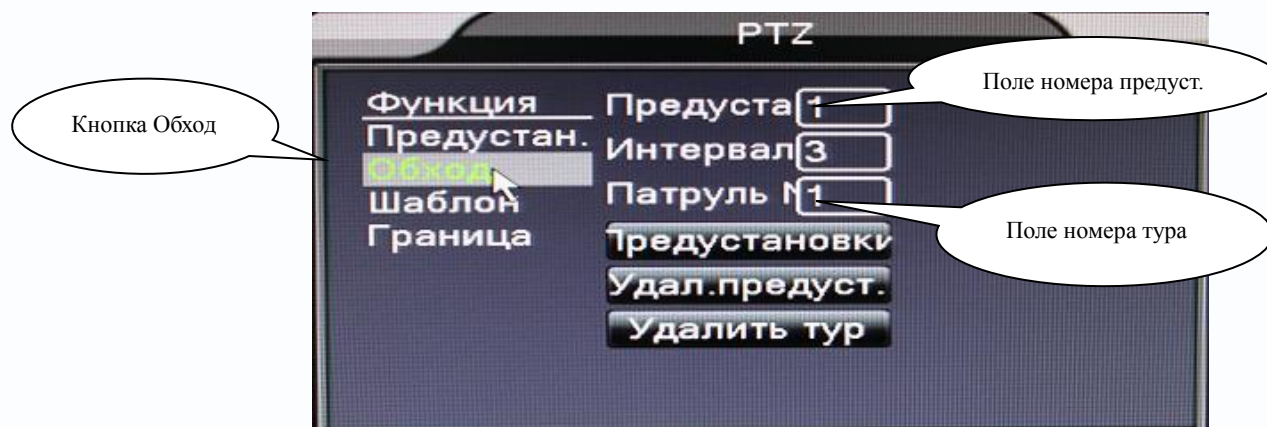 PTZ
Кнопка Обход
Функция
Предустан.
Обход
Шаблон
Граница
Предуста 1
Интервал 3
Патруль № 1
Предустановки
Удал.предуст.
Удалить тур
Поле номера предуст.
Поле номера тура